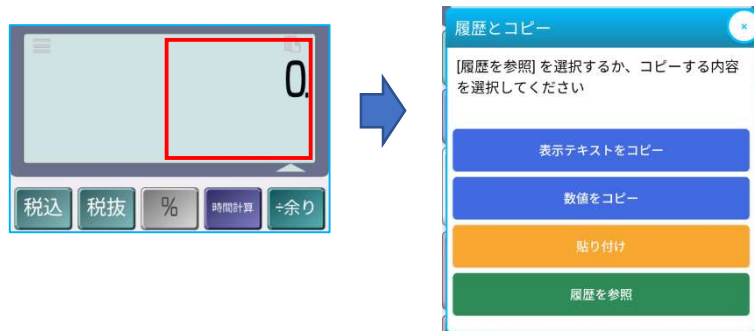 0.
税込 税抜 % 時間計算 ÷余り
履歴とコピー
×
[履歴を参照] を選択するか、コピーする内容
を選択してください
表示テキストをコピー
数値をコピー
貼り付け
履歴を参照